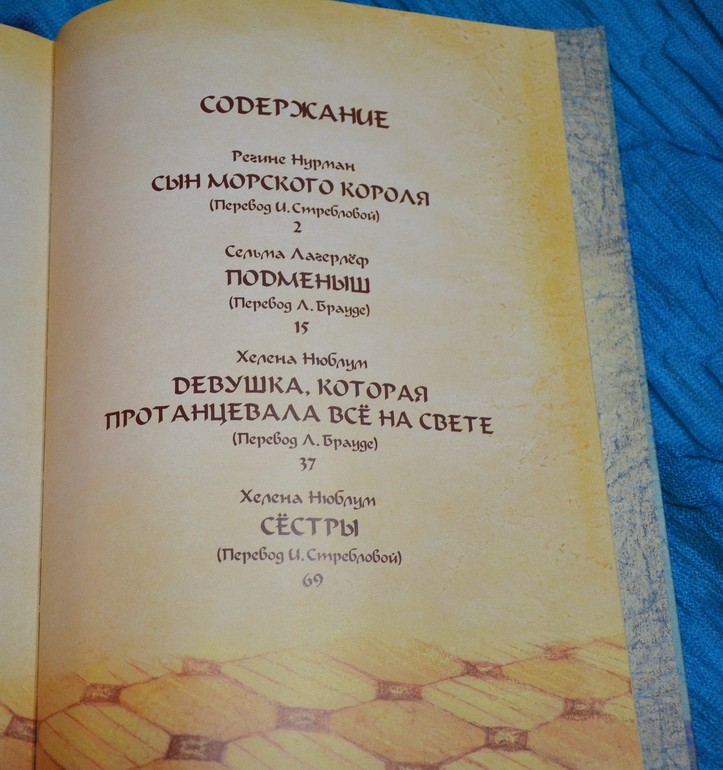 СОДЕРЖАНИЕ
Регине Нурман
СЫН МОРСКОГО КОРОЛЯ
(Перевод И. Стребловой)
2
Сельма Лагерлёф
ПОДМЕНЫШ
(Перевод Л. Брауде)
15
Хелена Нюблум
ДЕВУШКА, КОТОРАЯ
ПРОТАНЦЕВАЛА ВСЁ НА СВЕТЕ
(Перевод Л. Брауде)
37
Хелена Нюблум
СЁСТРЫ
(Перевод И. Стребловой)
69